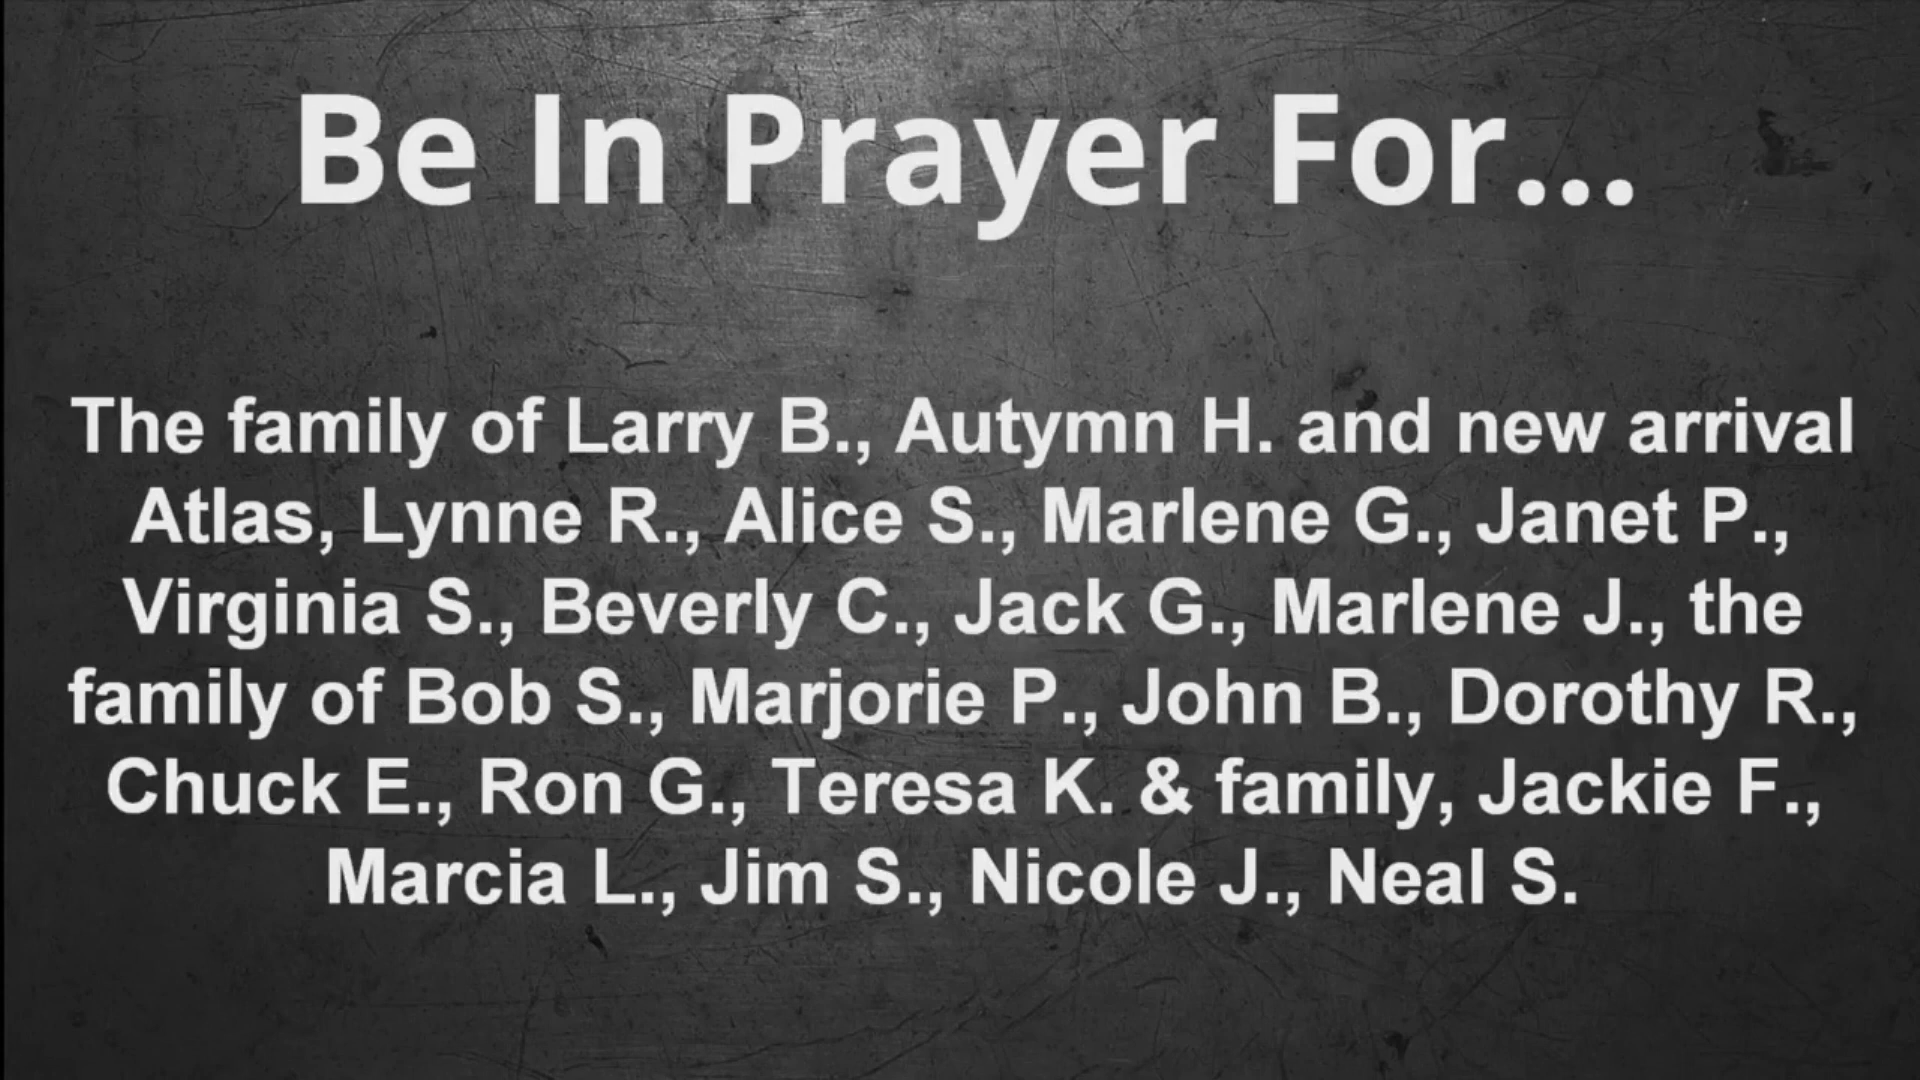 Be In Prayer For...
The family of Larry B., Autymn H. and new arrival
Atlas, Lynne R., Alice S., Marlene G., Janet P.,
Virginia S., Beverly C., Jack G., Marlene J., the
family of Bob S., Marjorie P., John B., Dorothy R.,
Chuck E., Ron G., Teresa K. & family, Jackie F.,
Marcia L., Jim S., Nicole J., Neal S.